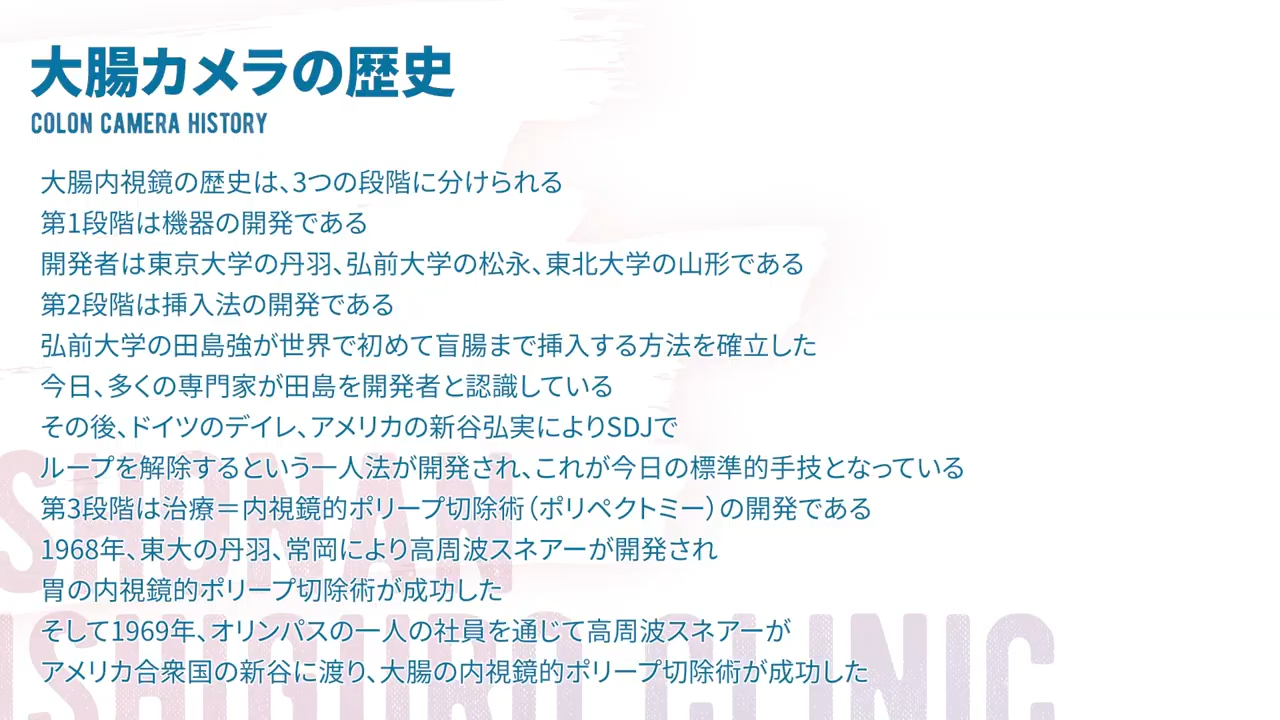 大腸カメラの歴史
COLON CAMERA HISTORY
大腸内視鏡の歴史は、3つの段階に分けられる
第1段階は機器の開発である
開発者は東京大学の丹羽、弘前大学の松永、東北大学の山形である
第2段階は挿入法の開発である
弘前大学の田島強が世界で初めて盲腸まで挿入する方法を確立した
今日、多くの専門家が田島を開発者と認識している
その後、ドイツのデイレ、アメリカの新谷弘実によりSDJで
ループを解除するという一人法が開発され、これが今日の標準的手技となっている
第3段階は治療＝内視鏡的ポリープ切除術（ポリペクトミー）の開発である
1968年、東大の丹羽、常岡により高周波スネアーが開発され
胃の内視鏡的ポリープ切除術が成功した
そして1969年、オリンパスの一人の社員を通じて高周波スネアーが
アメリカ合衆国の新谷に渡り、大腸の内視鏡的ポリープ切除術が成功した
SHONAN
ISHIGURO CLINIC